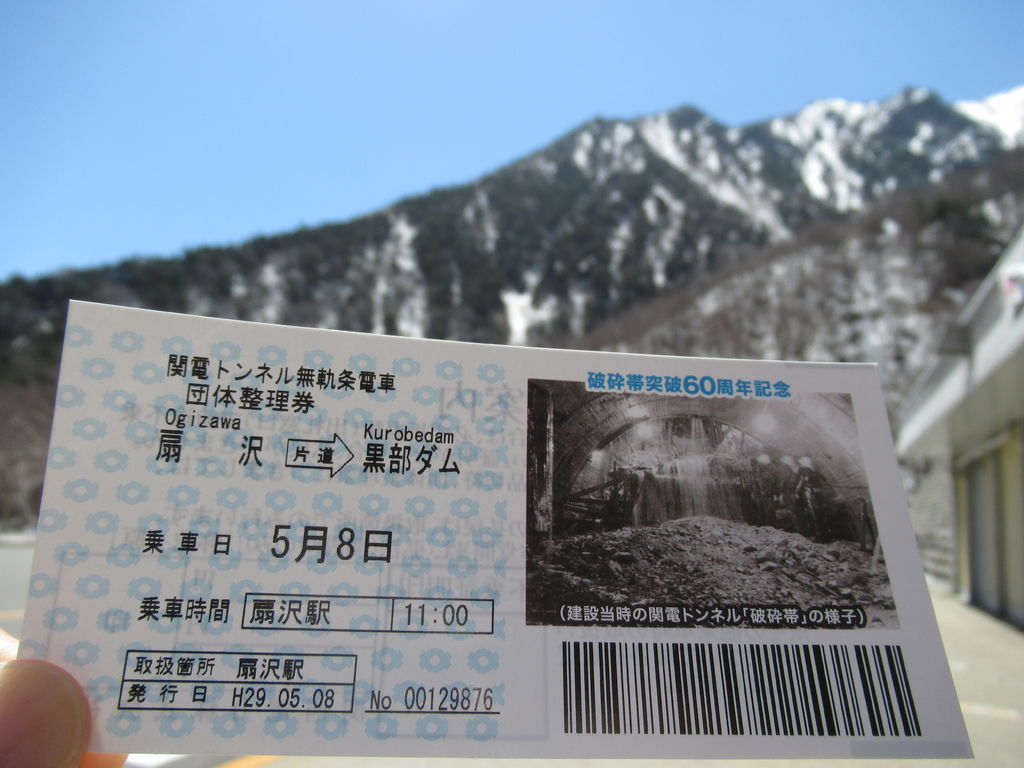 関電トンネル無軌条電車
団体整理券
Ogizawa Kurobedam
扇 沢 片道 黒部ダム
乗車日 5月8日
乗車時間 扇沢駅 11:00
取扱箇所 扇沢駅
発行日 H29.05.08
No 00129876
破砕帯突破60周年記念
(建設当時の関電トンネル「破砕帯」の様子)